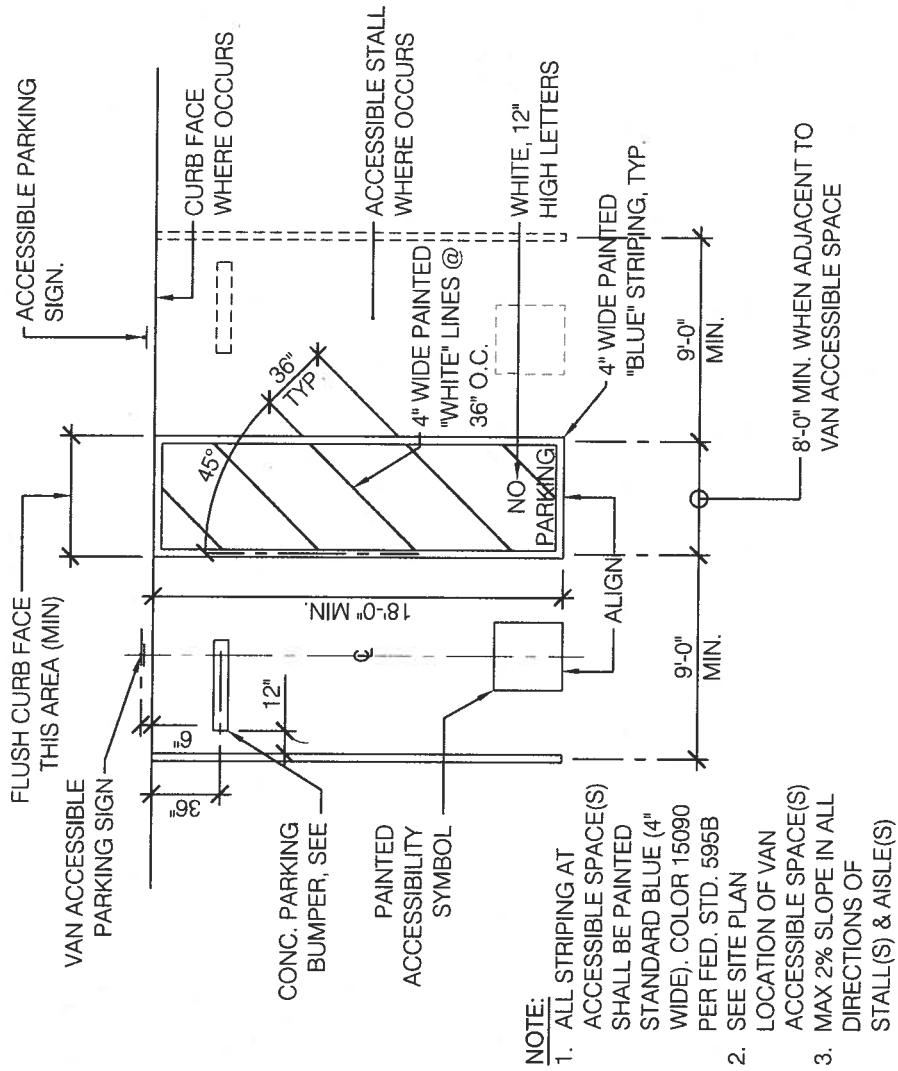 FLUSH CURB FACE
THIS AREA (MIN)
VAN ACCESSIBLE
PARKING SIGN
ACCESSIBLE PARKING
SIGN.
CURB FACE
WHERE OCCURS
6"
36"
12"
CONC. PARKING
BUMPER, SEE
PAINTED
ACCESSIBILITY
SYMBOL
18'-0" MIN.
CL
45°
36"
TYP
4" WIDE PAINTED
"WHITE" LINES @
36" O.C.
ACCESSIBLE STALL
WHERE OCCURS
NO
PARKING
WHITE, 12"
HIGH LETTERS
4" WIDE PAINTED
"BLUE" STRIPING, TYP.
ALIGN
9'-0"
MIN.
9'-0"
MIN.
8'-0" MIN. WHEN ADJACENT TO
VAN ACCESSIBLE SPACE
NOTE:
1. ALL STRIPING AT
ACCESSIBLE SPACE(S)
SHALL BE PAINTED
STANDARD BLUE (4"
WIDE). COLOR 15090
PER FED. STD. 595B
2. SEE SITE PLAN
LOCATION OF VAN
ACCESSIBLE SPACE(S)
3. MAX 2% SLOPE IN ALL
DIRECTIONS OF
STALL(S) & AISLE(S)